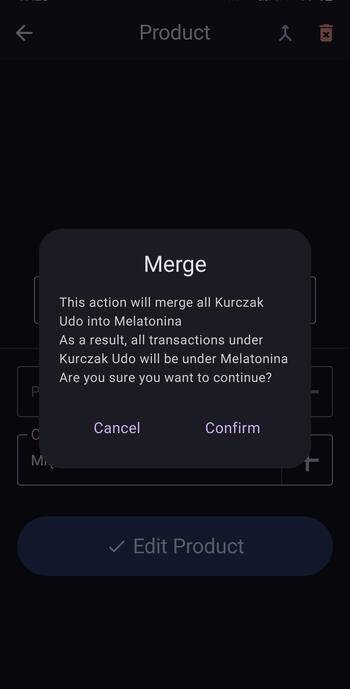 Product
Merge
This action will merge all Kurczak
Udo into Melatonina
As a result, all transactions under
Kurczak Udo will be under Melatonina
Are you sure you want to continue?
Cancel
Confirm
Edit Product